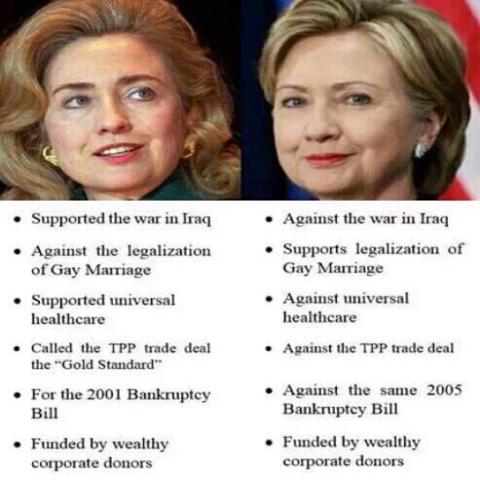 Supported the war in Iraq
Against the legalization
of Gay Marriage
Supported universal
healthcare
Called the TPP trade deal
the “Gold Standard”
For the 2001 Bankruptcy
Bill
Funded by wealthy
corporate donors
Against the war in Iraq
Supports legalization of
Gay Marriage
Against universal
healthcare
Against the TPP trade deal
Against the same 2005
Bankruptcy Bill
Funded by wealthy
corporate donors